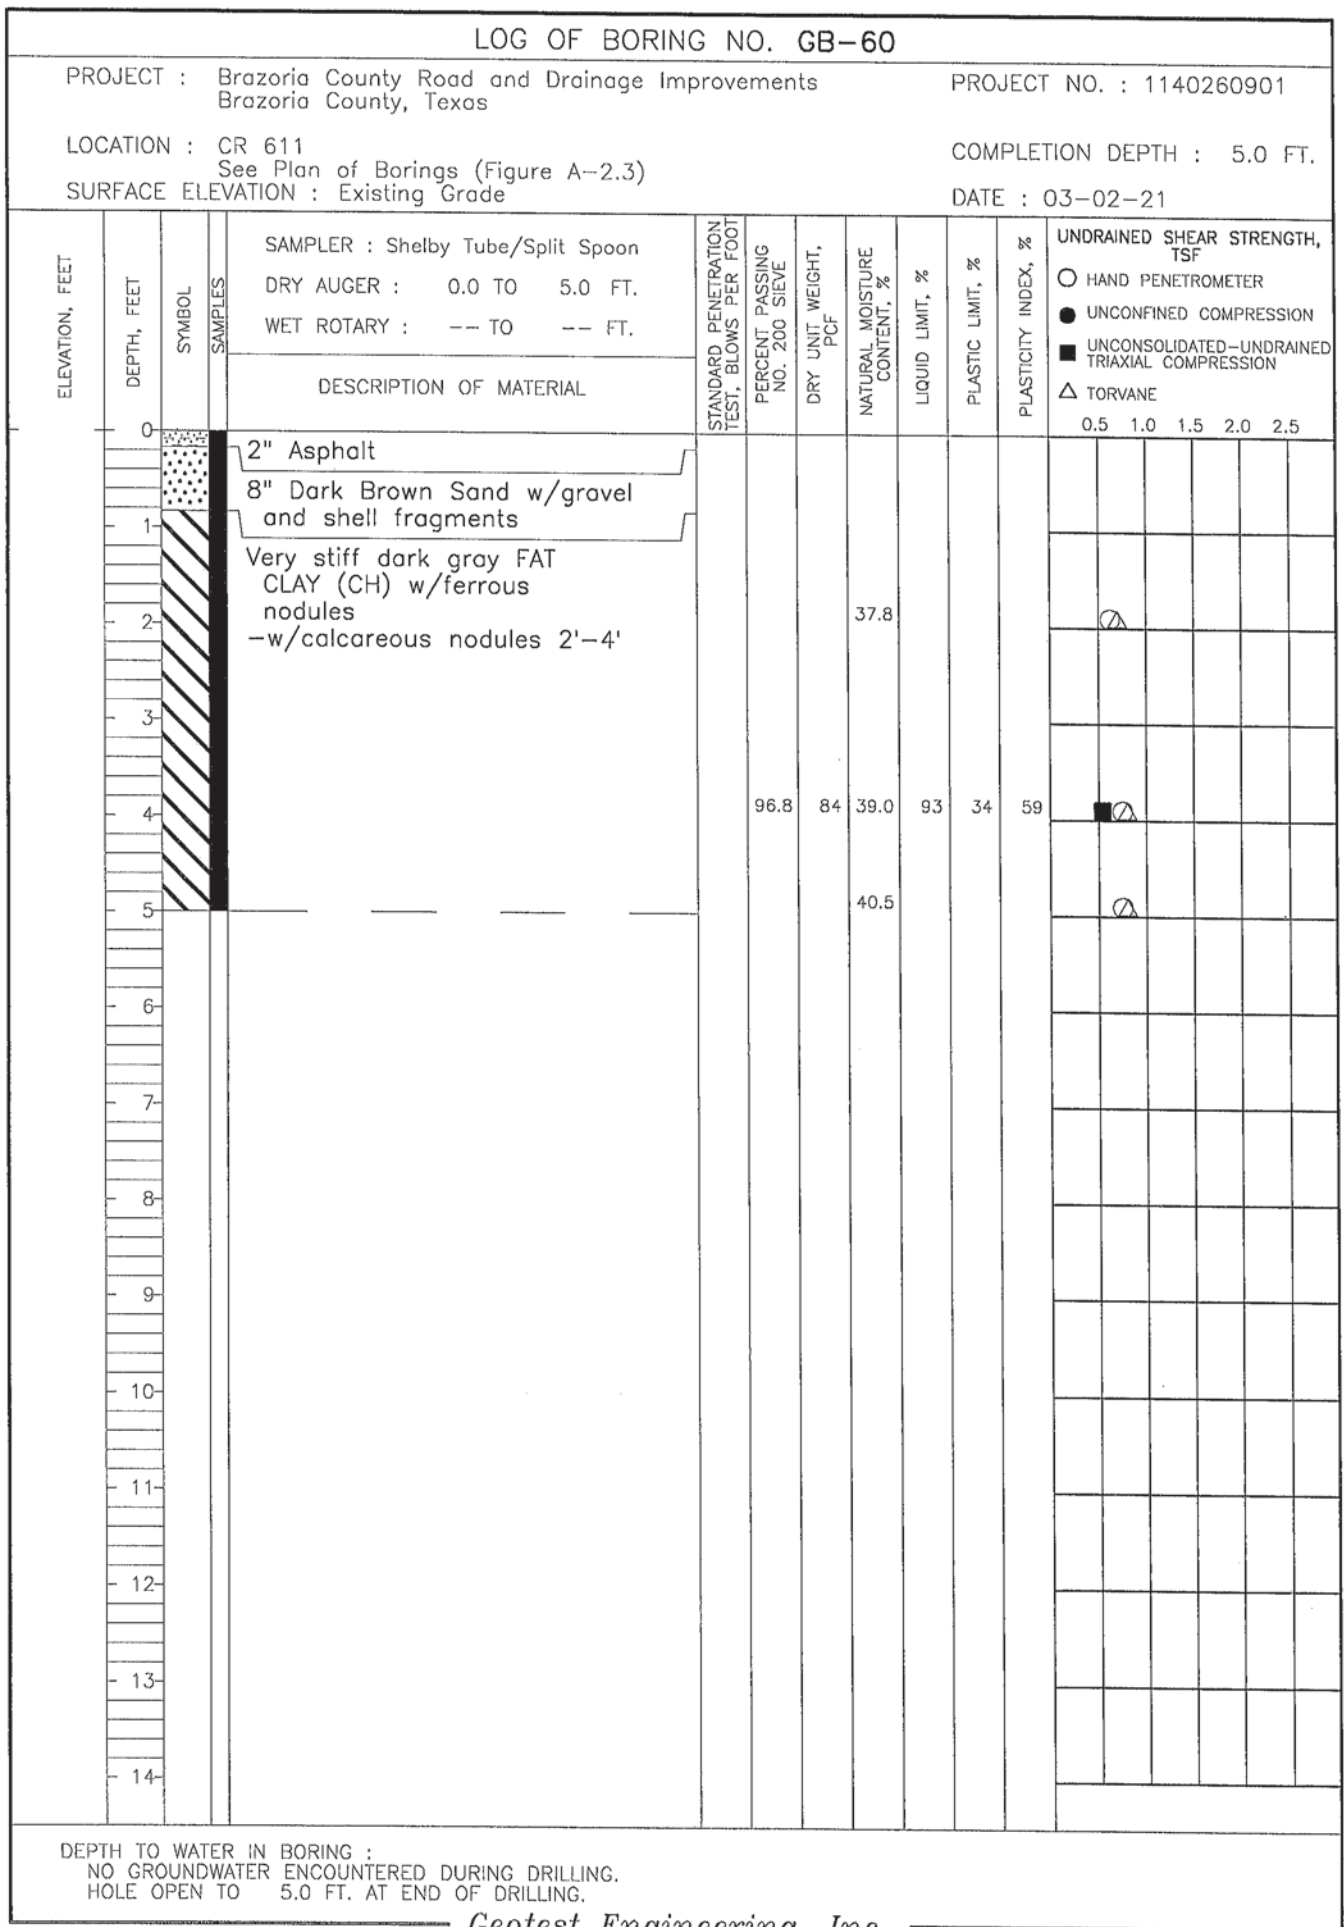 LOG OF BORING NO. GB-60
PROJECT : Brazoria County Road and Drainage Improvements
Brazoria County, Texas
PROJECT NO. : 1140260901
LOCATION : CR 611
See Plan of Borings (Figure A-2.3)
COMPLETION DEPTH : 5.0 FT.
SURFACE ELEVATION : Existing Grade
DATE : 03-02-21
ELEVATION, FEET
DEPTH, FEET
SYMBOL
SAMPLES
SAMPLER : Shelby Tube/Split Spoon
DRY AUGER : 0.0 TO 5.0 FT.
WET ROTARY : -- TO -- FT.
DESCRIPTION OF MATERIAL
STANDARD PENETRATION
TEST, BLOWS PER FOOT
PERCENT PASSING
NO. 200 SIEVE
DRY UNIT WEIGHT,
PCF
NATURAL MOISTURE
CONTENT, %
LIQUID LIMIT, %
PLASTIC LIMIT, %
PLASTICITY INDEX, %
UNDRAINED SHEAR STRENGTH,
TSF
HAND PENETROMETER
UNCONFINED COMPRESSION
UNCONSOLIDATED-UNDRAINED
TRIAXIAL COMPRESSION
TORVANE
0.5 1.0 1.5 2.0 2.5
0
2" Asphalt
8" Dark Brown Sand w/gravel
and shell fragments
1
Very stiff dark gray FAT
CLAY (CH) w/ferrous
nodules
2
37.8
-w/calcareous nodules 2'-4'
3
4
96.8 84 39.0 93 34 59
5
40.5
6
7
8
9
10
11
12
13
14
DEPTH TO WATER IN BORING :
NO GROUNDWATER ENCOUNTERED DURING DRILLING.
HOLE OPEN TO 5.0 FT. AT END OF DRILLING.
Geotest Engineering, Inc.